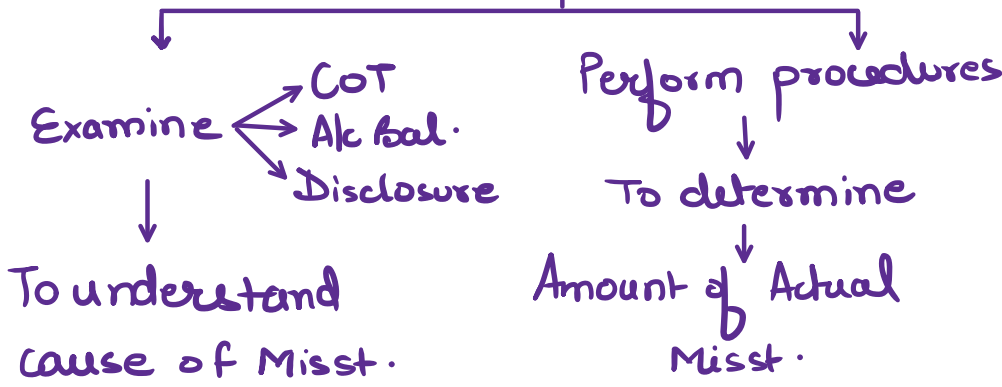 Examine
CoT
A/c Bal.
Disclosure
To understand
cause of Misst.
Perform procedures
To determine
Amount of Actual
Misst.